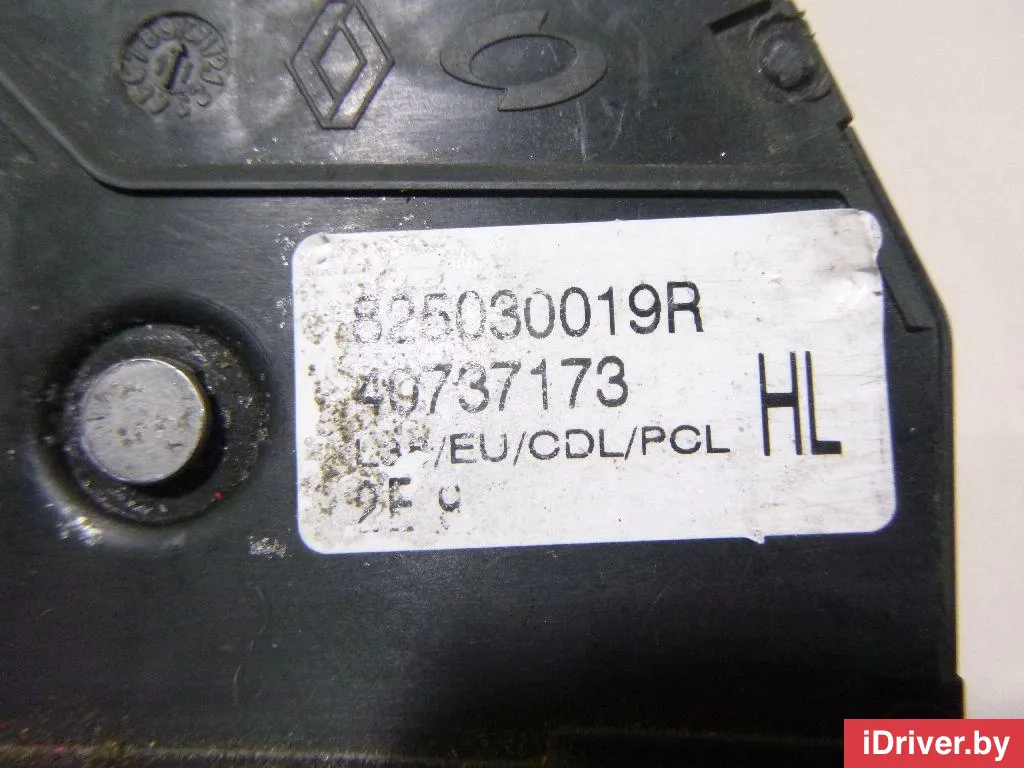 825030019R
40737173
/EU/CDL/PCL
HL
iDriver.by